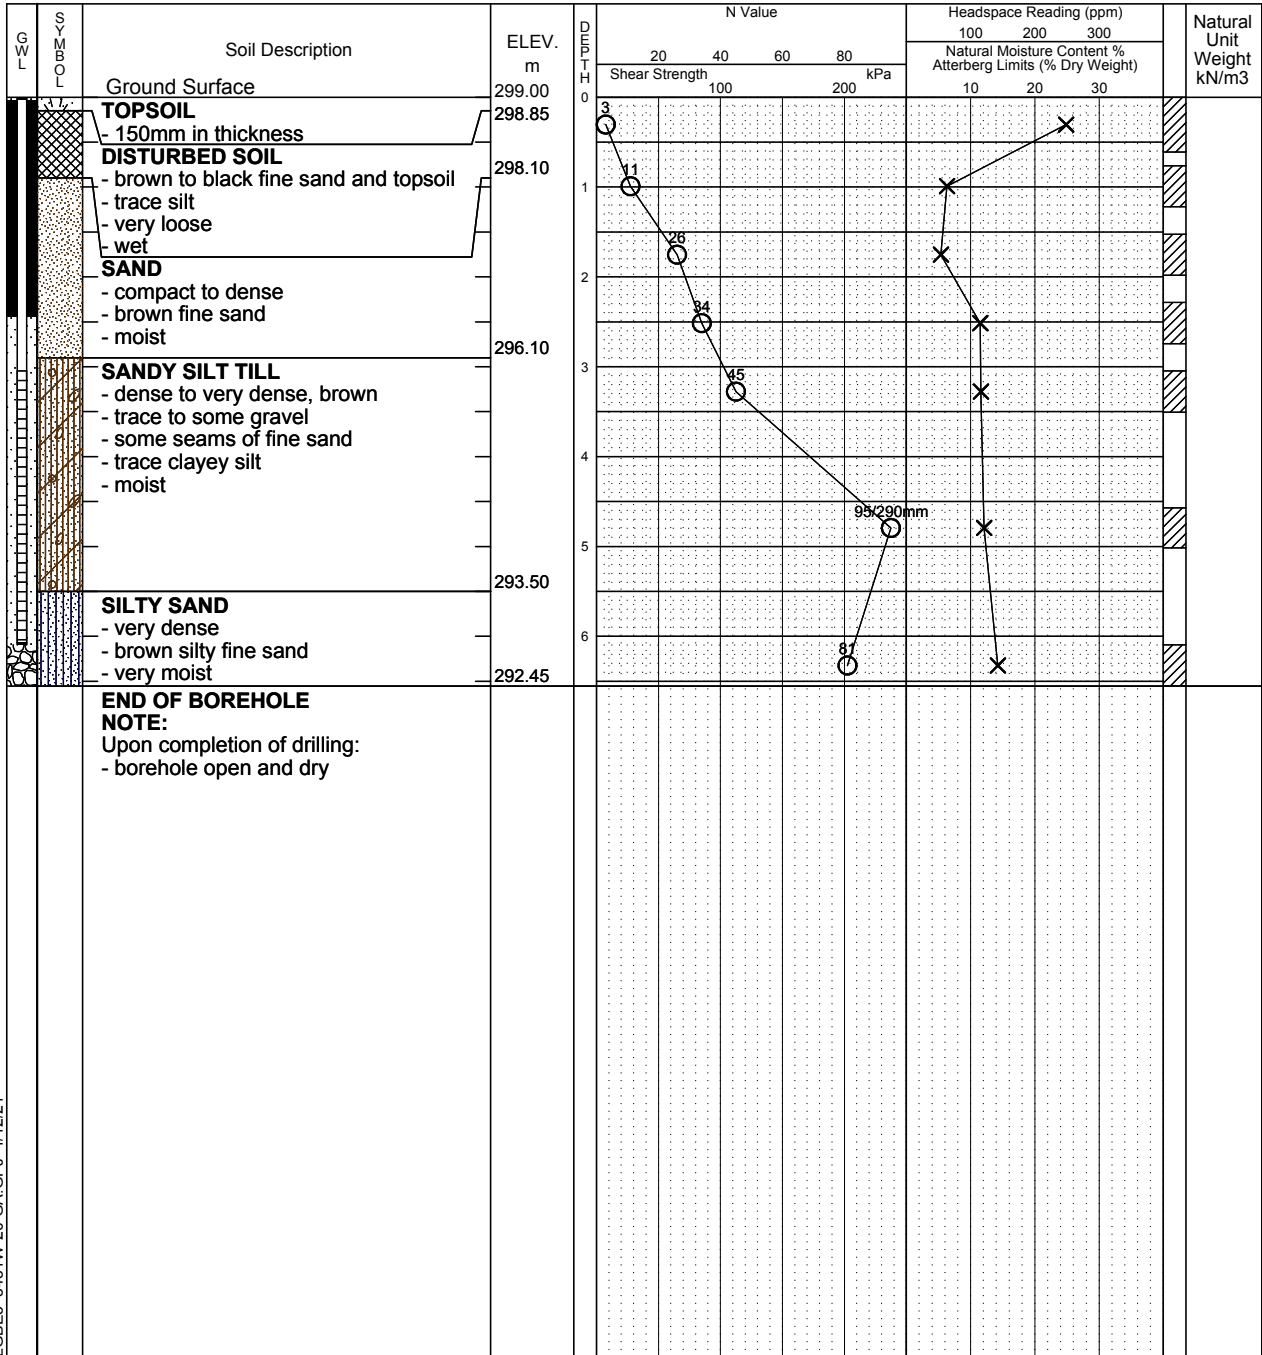 GWL
SYMBOL
Soil Description
Ground Surface
ELEV.
m
299.00
DEPTH
N Value
20 40 60 80
Shear Strength kPa
100 200
Headspace Reading (ppm)
100 200 300
Natural Moisture Content %
Atterberg Limits (% Dry Weight)
10 20 30
Natural
Unit
Weight
kN/m3
0
TOPSOIL
298.85
- 150mm in thickness
DISTURBED SOIL
298.10
- brown to black fine sand and topsoil
- trace silt
- very loose
- wet
SAND
- compact to dense
- brown fine sand
- moist
296.10
SANDY SILT TILL
- dense to very dense, brown
- trace to some gravel
- some seams of fine sand
- trace clayey silt
- moist
293.50
SILTY SAND
- very dense
- brown silty fine sand
- very moist
292.45
END OF BOREHOLE
NOTE:
Upon completion of drilling:
- borehole open and dry
1
2
3
4
5
6
3
11
26
34
45
95/290mm
81